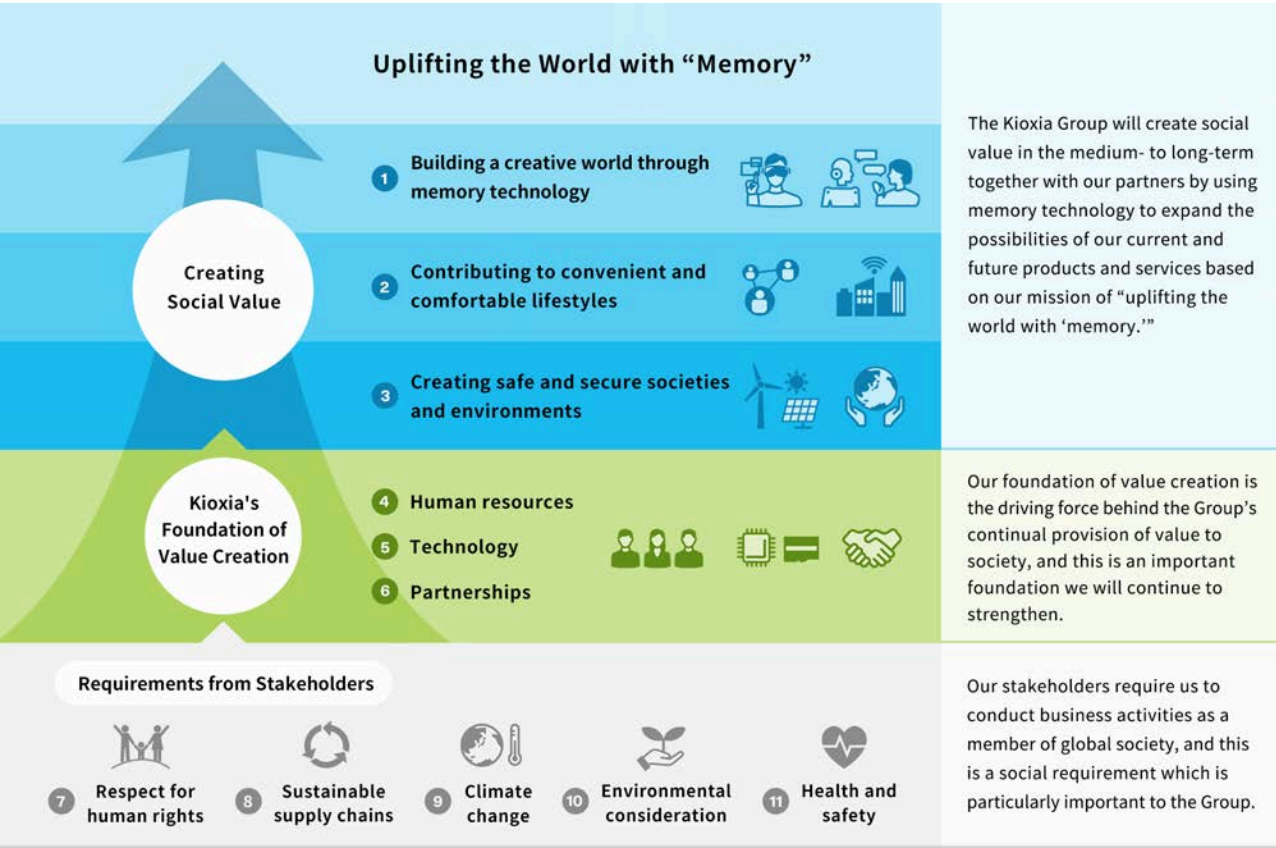 Uplifting the World with “Memory”
Creating
Social Value
1
Building a creative world through
memory technology
2
Contributing to convenient and
comfortable lifestyles
3
Creating safe and secure societies
and environments
The Kioxia Group will create social
value in the medium- to long-term
together with our partners by using
memory technology to expand the
possibilities of our current and
future products and services based
on our mission of “uplifting the
world with ‘memory.’”
Kioxia's
Foundation of
Value Creation
4 Human resources
5 Technology
6 Partnerships
Our foundation of value creation is
the driving force behind the Group’s
continual provision of value to
society, and this is an important
foundation we will continue to
strengthen.
Requirements from Stakeholders
7
Respect for
human rights
8
Sustainable
supply chains
9
Climate
change
10
Environmental
consideration
11
Health and
safety
Our stakeholders require us to
conduct business activities as a
member of global society, and this
is a social requirement which is
particularly important to the Group.